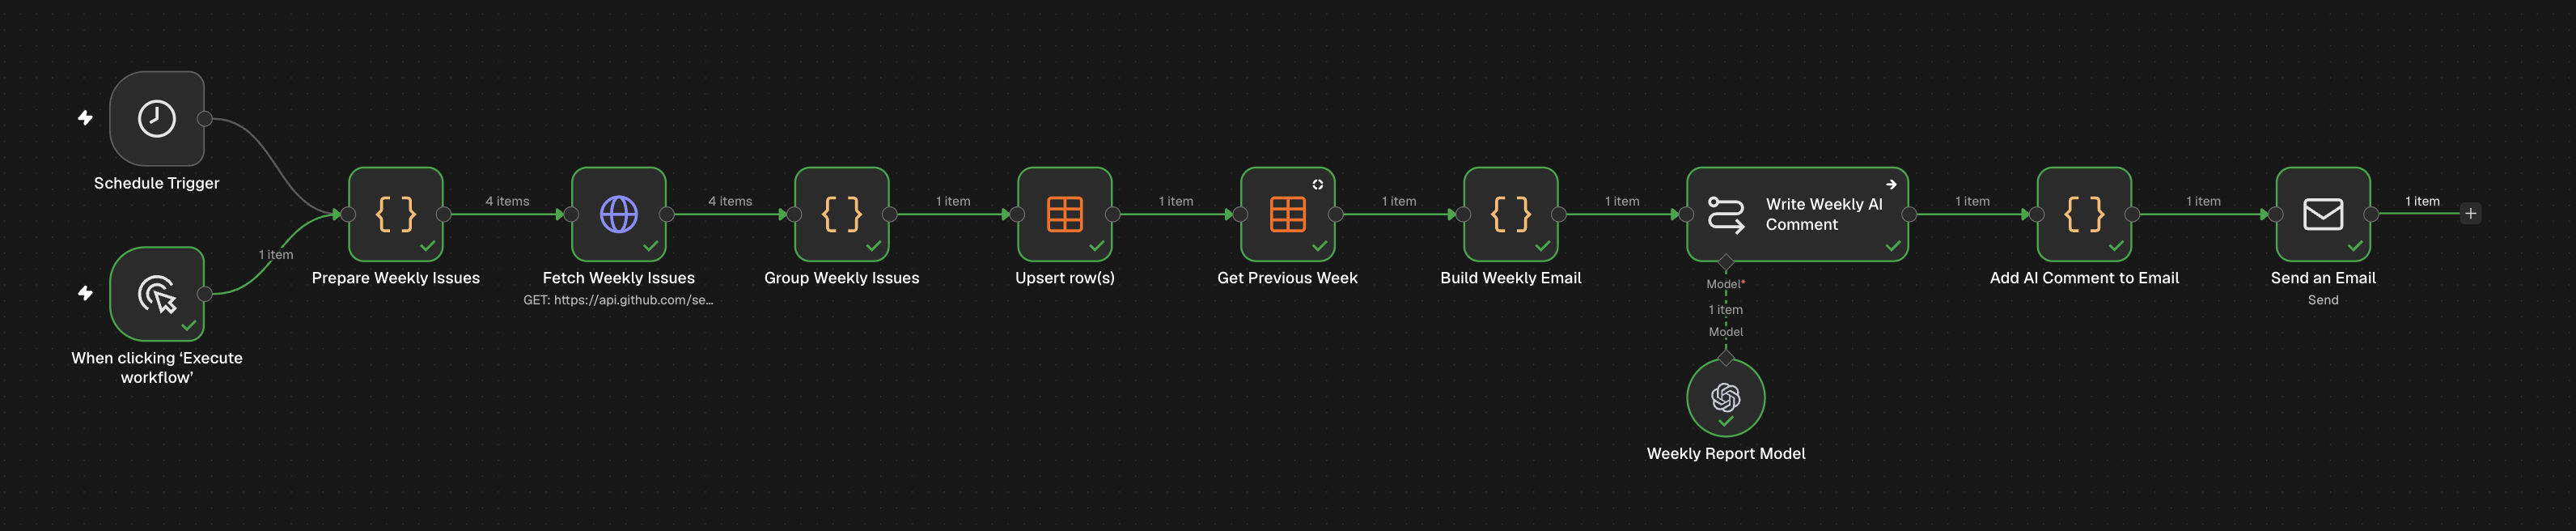 Schedule Trigger
1 item
When clicking ‘Execute
workflow’
Prepare Weekly Issues
4 items
Fetch Weekly Issues
GET: https://api.github.com/se...
4 items
Group Weekly Issues
1 item
Upsert row(s)
1 item
Get Previous Week
1 item
Build Weekly Email
1 item
Write Weekly AI
Comment
Model*
1 item
Model
Weekly Report Model
1 item
Add AI Comment to Email
1 item
Send an Email
Send
1 item